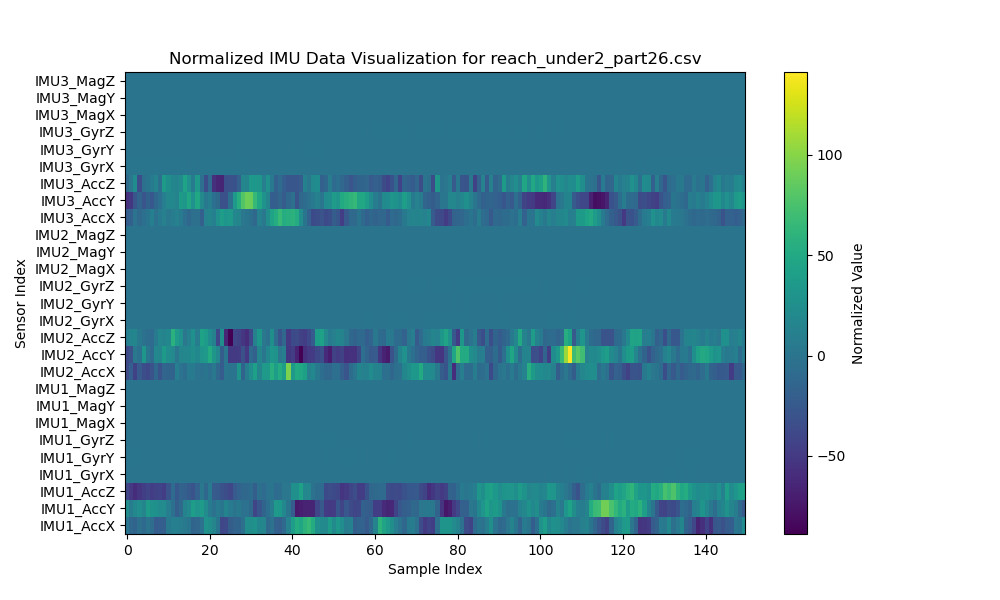 Normalized IMU Data Visualization for reach_under2_part26.csv
IMU3_MagZ
IMU3_MagY
IMU3_MagX
IMU3_GyrZ
IMU3_GyrY
IMU3_GyrX
IMU3_AccZ
IMU3_AccY
IMU3_AccX
IMU2_MagZ
IMU2_MagY
IMU2_MagX
IMU2_GyrZ
IMU2_GyrY
IMU2_GyrX
IMU2_AccZ
IMU2_AccY
IMU2_AccX
IMU1_MagZ
IMU1_MagY
IMU1_MagX
IMU1_GyrZ
IMU1_GyrY
IMU1_GyrX
IMU1_AccZ
IMU1_AccY
IMU1_AccX
Sensor Index
0 20 40 60 80 100 120 140
Sample Index
100
50
0
−50
Normalized Value